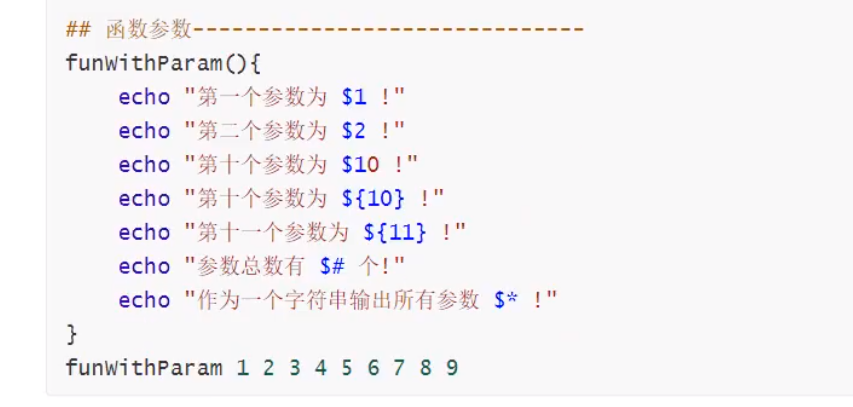 ## 函数参数------------------------------
funWithParam(){
    echo "第一个参数为 $1 !"
    echo "第二个参数为 $2 !"
    echo "第十个参数为 $10 !"
    echo "第十个参数为 ${10} !"
    echo "第十一个参数为 ${11} !"
    echo "参数总数有 $# 个!"
    echo "作为一个字符串输出所有参数 $* !"
}
funWithParam 1 2 3 4 5 6 7 8 9